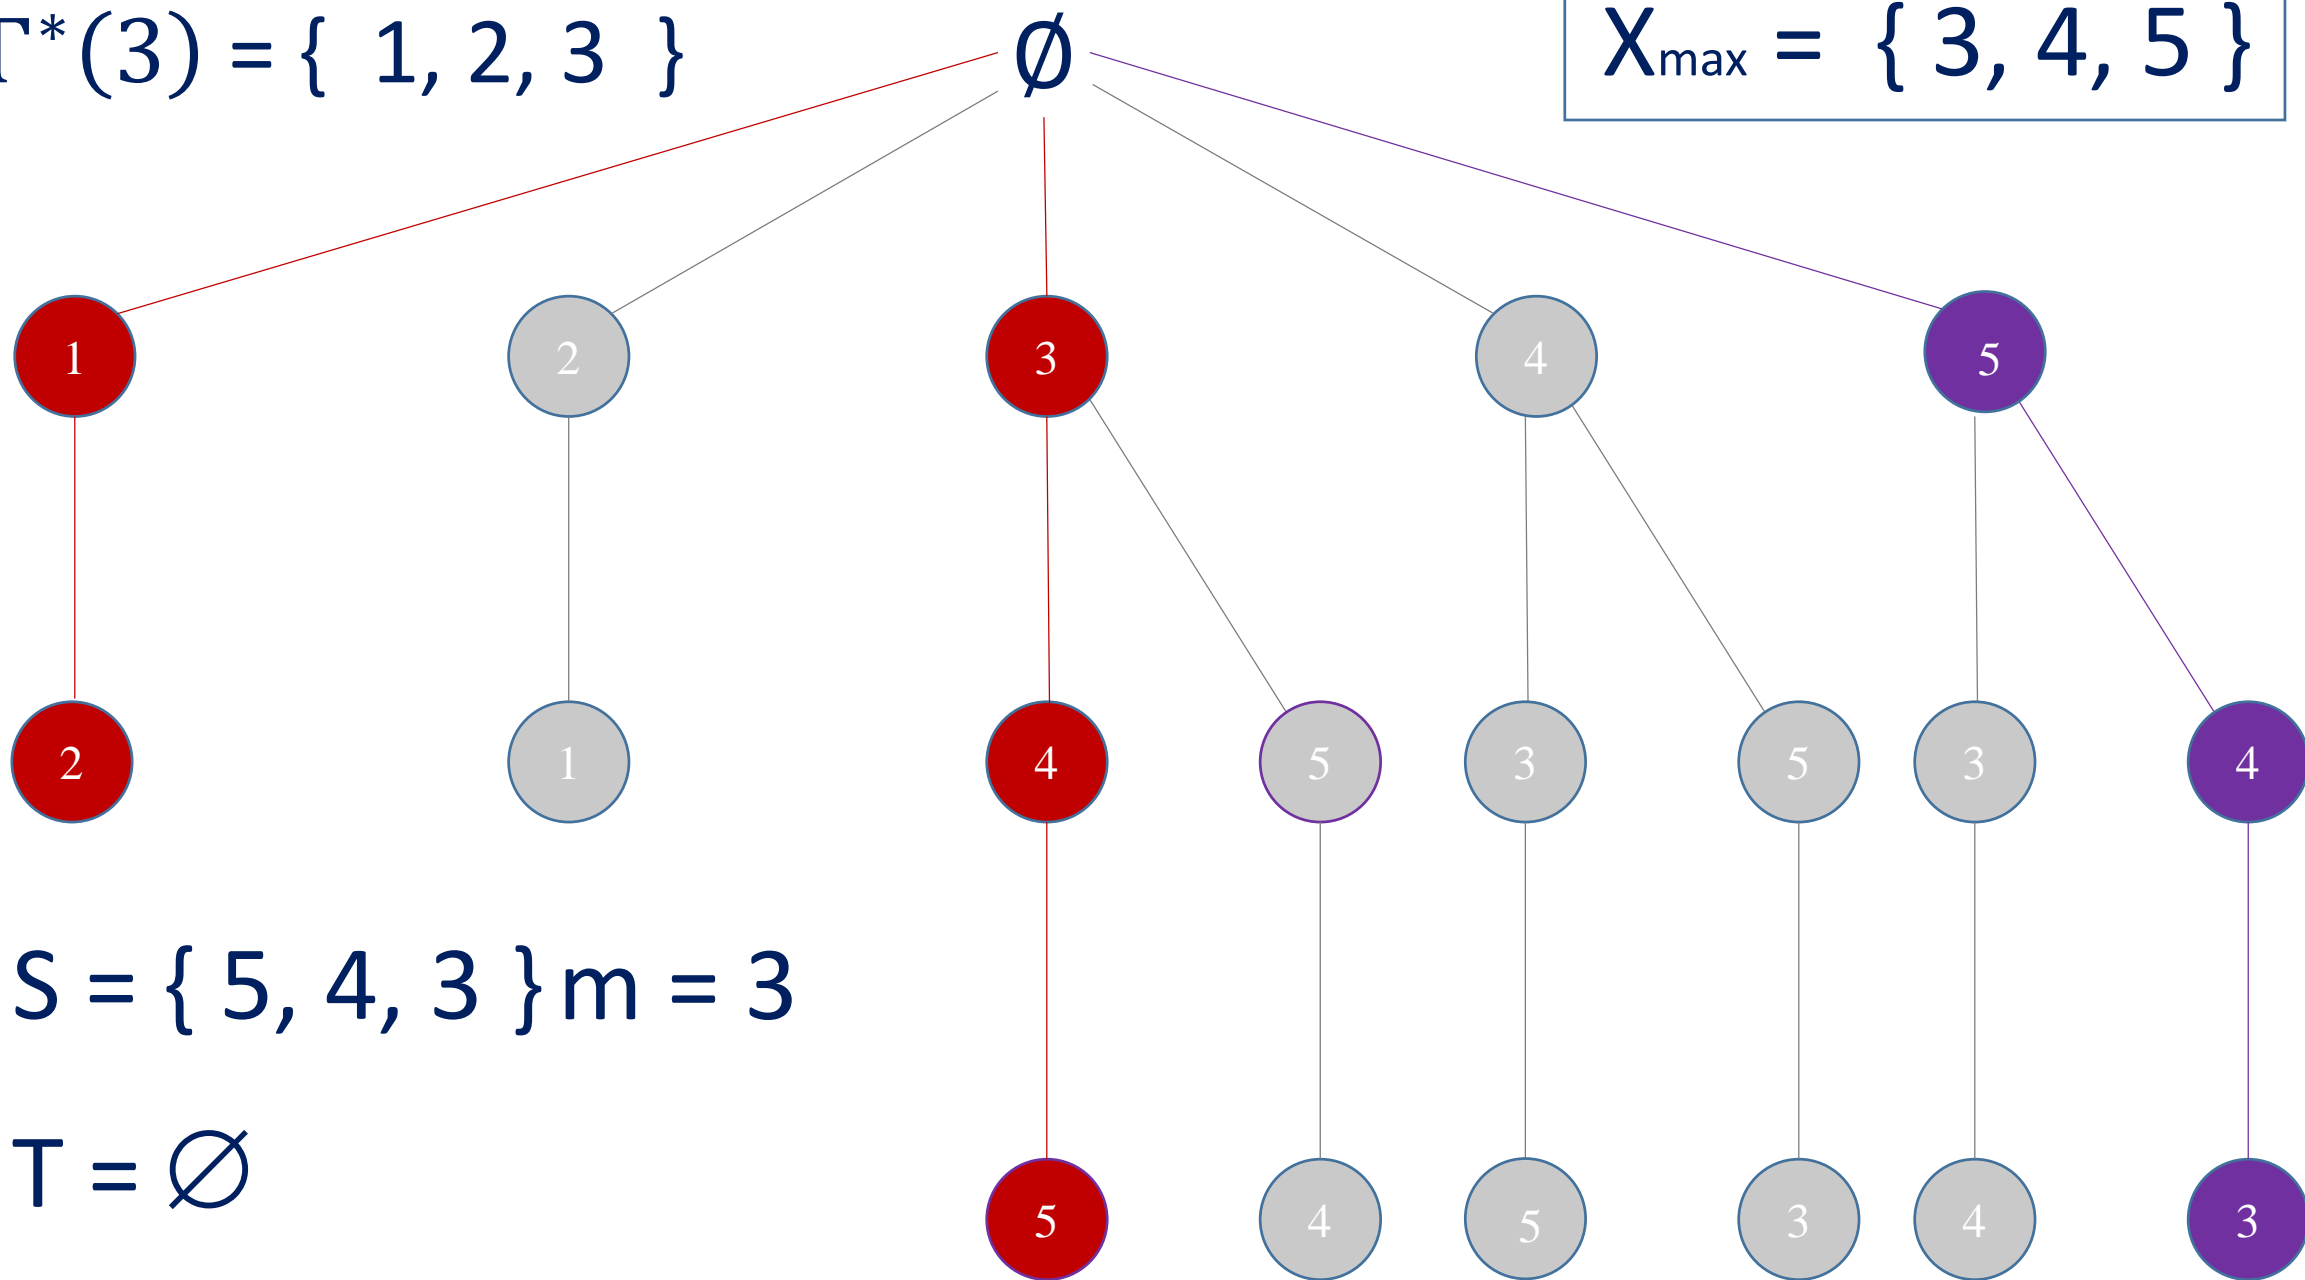 Γ*(3) = { 1, 2, 3 }
∅
Xmax = { 3, 4, 5 }
1 2 3 4 5
2 1 4 5 3 5 3 4
S = { 5, 4, 3 } m = 3
T = ∅
5 4 5 3 4 3